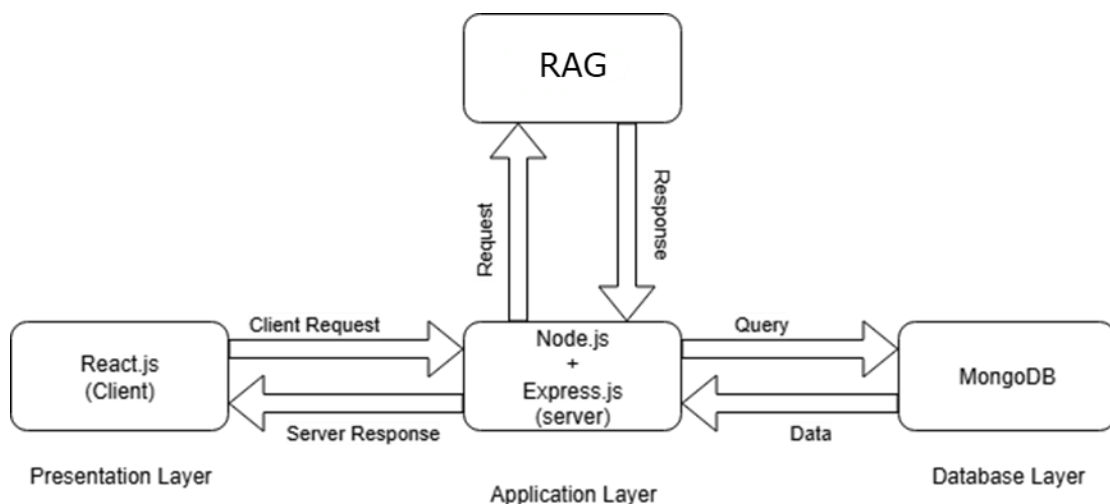 RAG
Request
Response
Client Request
Query
React.js
(Client)
Node.js
+
Express.js
(server)
MongoDB
Server Response
Data
Presentation Layer
Application Layer
Database Layer